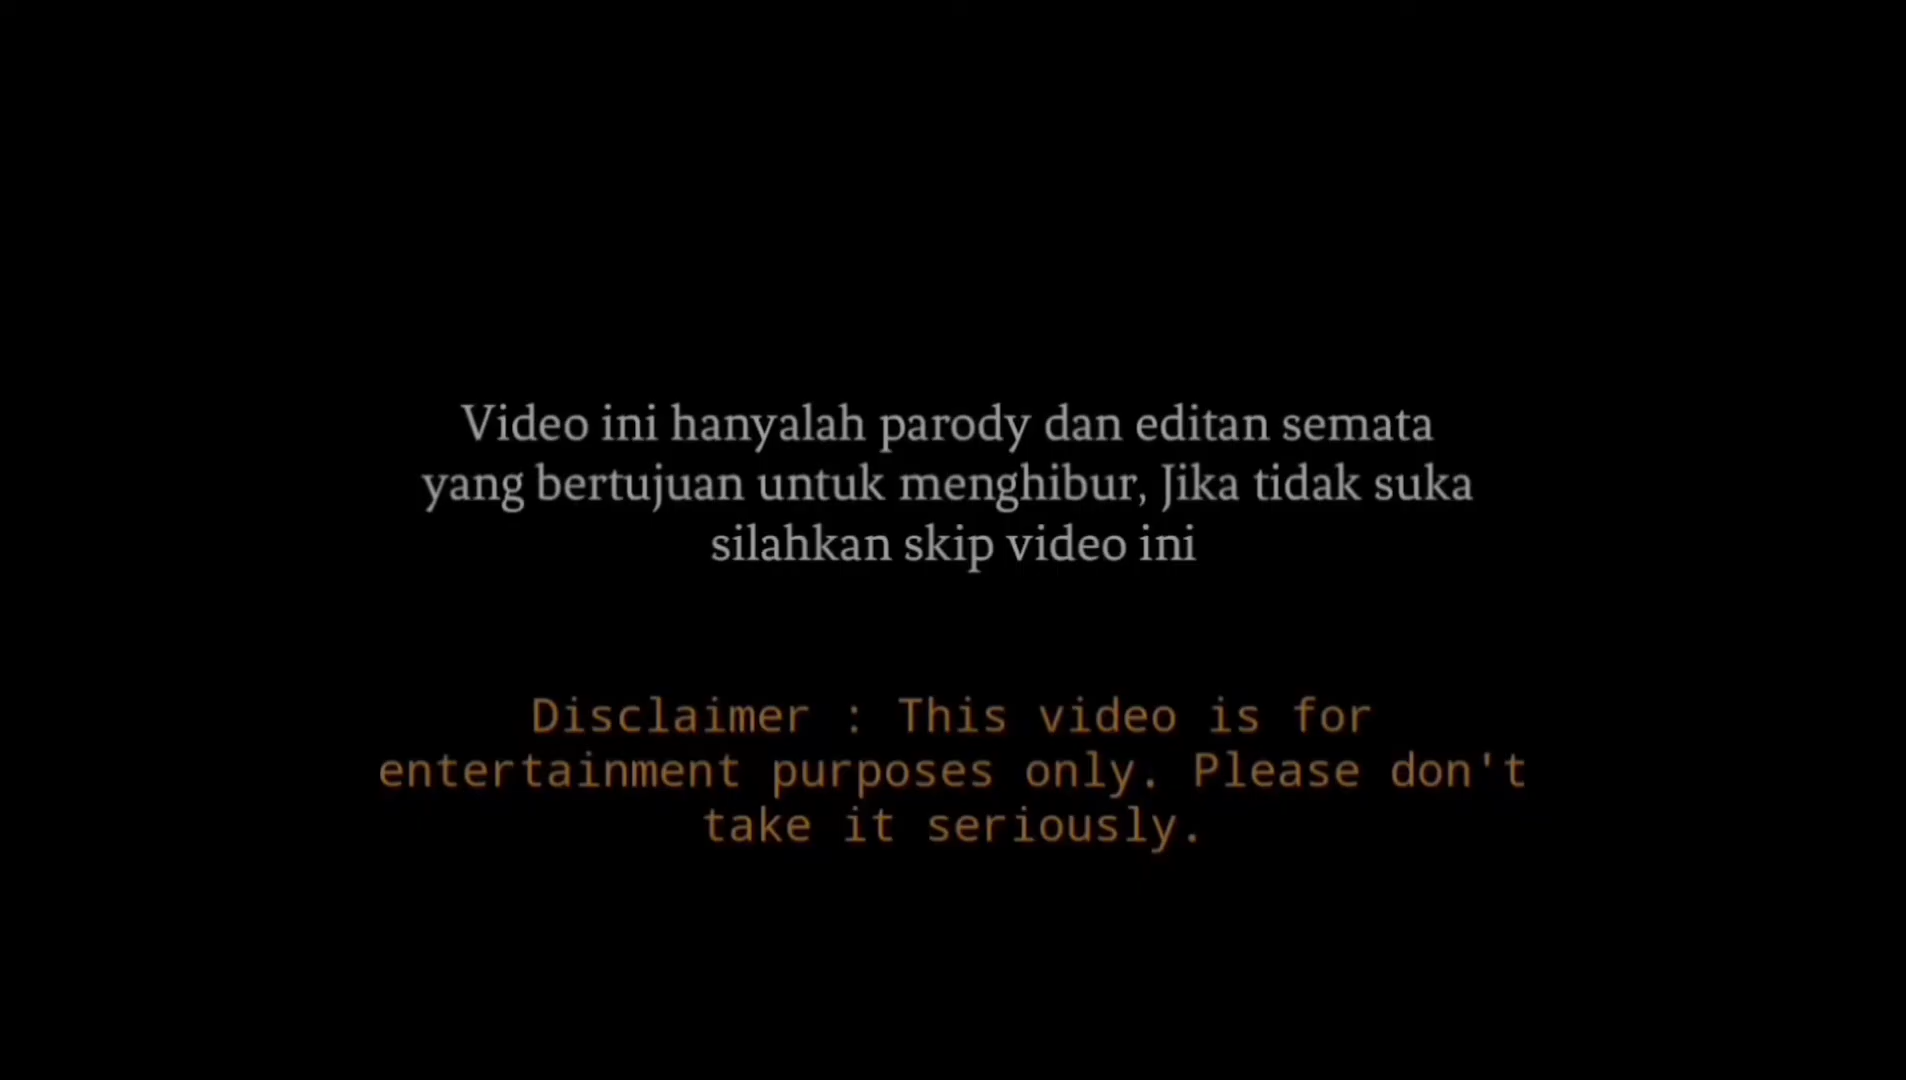 Video ini hanyalah parody dan editan semata
yang bertujuan untuk menghibur, Jika tidak suka
silahkan skip video ini
Disclaimer : This video is for
entertainment purposes only. Please don't
take it seriously.